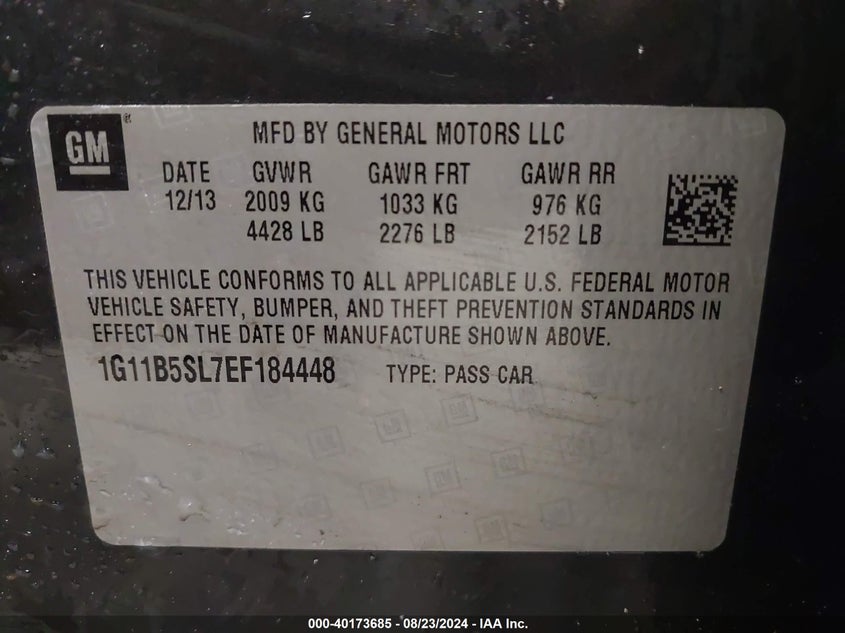 GM®
MFD BY GENERAL MOTORS LLC
DATE GVWR GAWR FRT GAWR RR
12/13 2009 KG 1033 KG 976 KG
4428 LB 2276 LB 2152 LB
THIS VEHICLE CONFORMS TO ALL APPLICABLE U.S. FEDERAL MOTOR
VEHICLE SAFETY, BUMPER, AND THEFT PREVENTION STANDARDS IN
EFFECT ON THE DATE OF MANUFACTURE SHOWN ABOVE.
1G11B5SL7EF184448 TYPE: PASS CAR
000-40173685 - 08/23/2024 - IAA Inc.